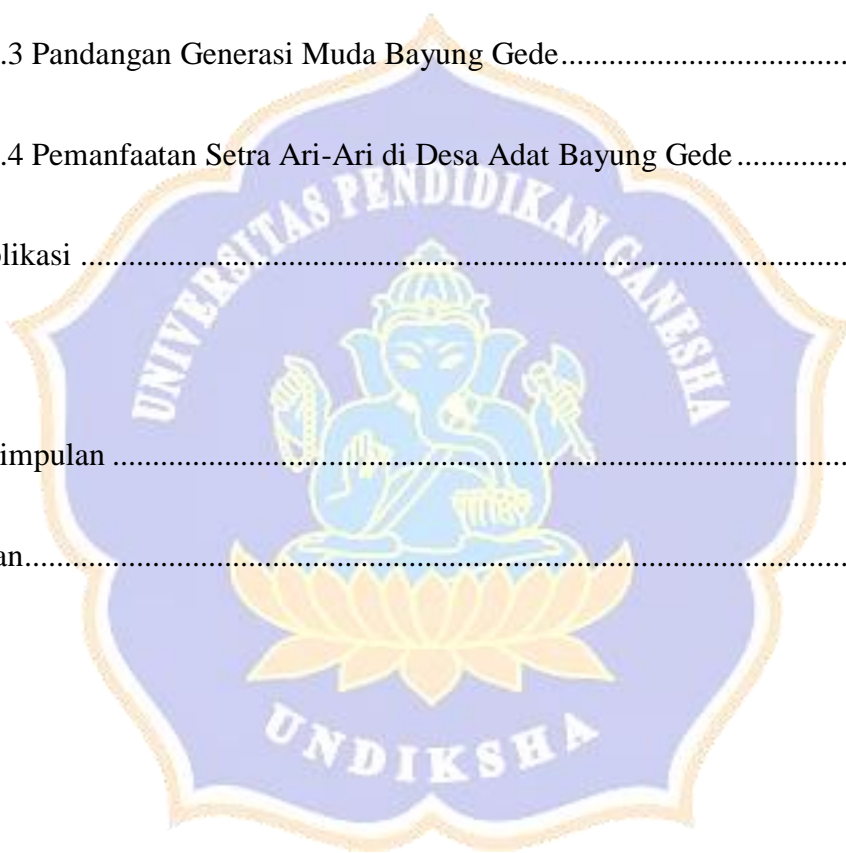 .3 Pandangan Generasi Muda Bayung Gede....................................
.4 Pemanfaatan Setra Ari-Ari di Desa Adat Bayung Gede..............
UNIVERSITAS PENDIDIKAN GANESHA
plikasi ................................................................................................
impulan ............................................................................................
an.......................................................................................................
UNDIKSHA